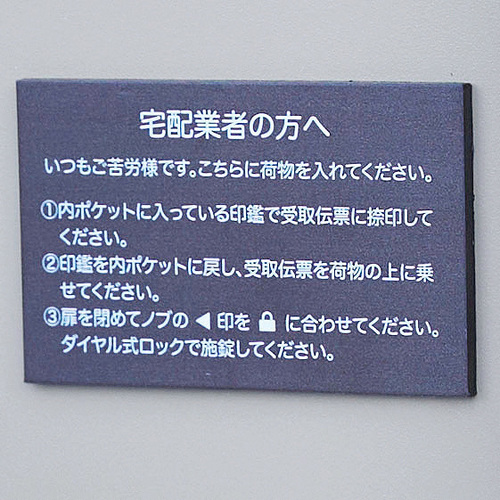 宅配業者の方へ
いつもご苦労様です。こちらに荷物を入れてください。
①内ポケットに入っている印鑑で受取伝票に捺印して
ください。
②印鑑を内ポケットに戻し、受取伝票を荷物の上に乗
せてください。
③扉を閉めてノブの ◀ 印を 🔒 に合わせてください。
ダイヤル式ロックで施錠してください。